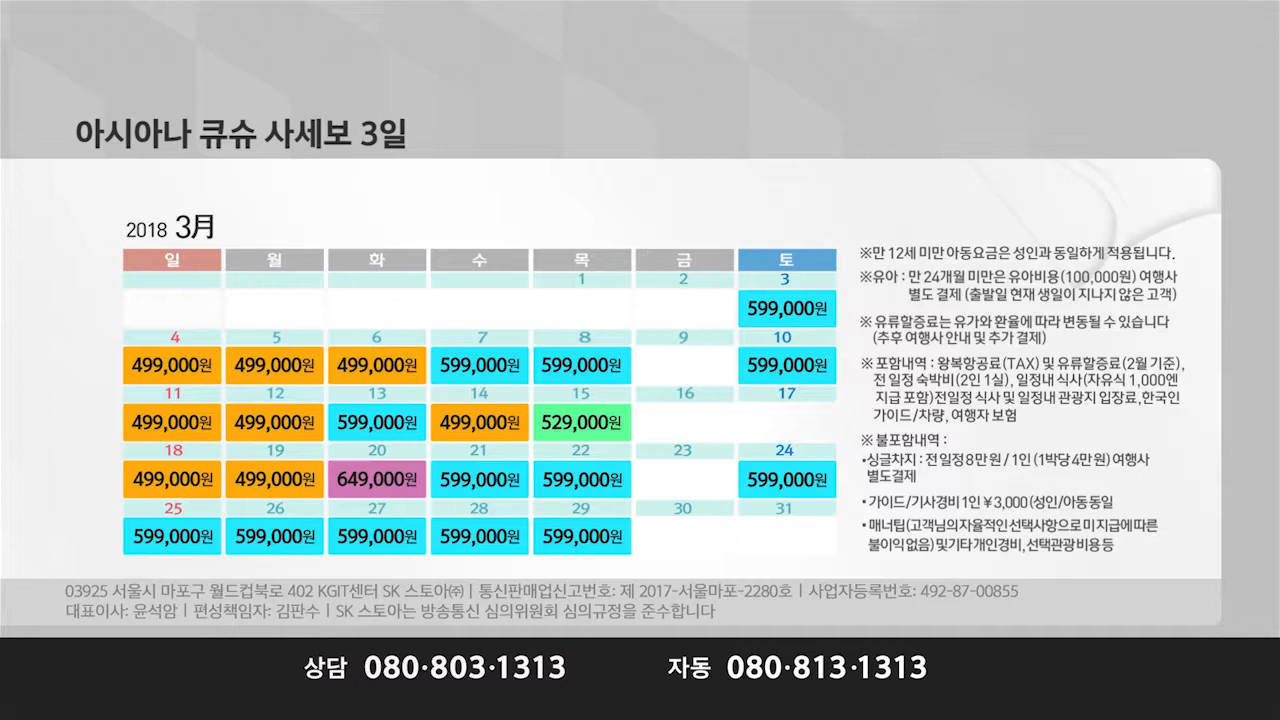 아시아나 큐슈 사세보 3일
2018 3月
일 월 화 수 목 금 토
1 2 3
599,000원
4 5 6 7 8 9 10
499,000원 499,000원 499,000원 599,000원 599,000원 599,000원
11 12 13 14 15 16 17
499,000원 499,000원 599,000원 499,000원 529,000원
18 19 20 21 22 23 24
499,000원 499,000원 649,000원 599,000원 599,000원 599,000원
25 26 27 28 29 30 31
599,000원 599,000원 599,000원 599,000원 599,000원
※만 12세 미만 아동요금은 성인과 동일하게 적용됩니다.
※유아 : 만 24개월 미만은 유아비용(100,000원) 여행사
별도 결제 (출발일 현재 생일이 지나지 않은 고객)
※ 유류할증료는 유가와 환율에 따라 변동될 수 있습니다
(추후 여행사 안내 및 추가 결제)
※ 포함내역 : 왕복항공료(TAX) 및 유류할증료(2월 기준),
전 일정 숙박비(2인 1실), 일정내 식사(자유식 1,000엔
지급 포함)전일정 식사 및 일정내 관광지 입장료,한국인
가이드/차량, 여행자 보험
※ 불포함내역 :
•싱글차지 : 전 일정 8만 원 / 1인 (1박당 4만원) 여행사
별도결제
• 가이드/기사경비 1인 ¥3,000 (성인/아동 동일
• 매너팁(고객님의 자율적인 선택사항으로 미 지급에 따른
불이익 없음) 및 기타 개인경비, 선택관광 비용 등
03925 서울시 마포구 월드컵북로 402 KGIT센터 SK 스토아㈜ | 통신판매업신고번호: 제 2017-서울마포-2280호 | 사업자등록번호: 492-87-00855
대표이사: 윤석암 | 편성책임자: 김판수 | SK 스토아는 방송통신 심의위원회 심의규정을 준수합니다
상담 080·803·1313 자동 080·813·1313